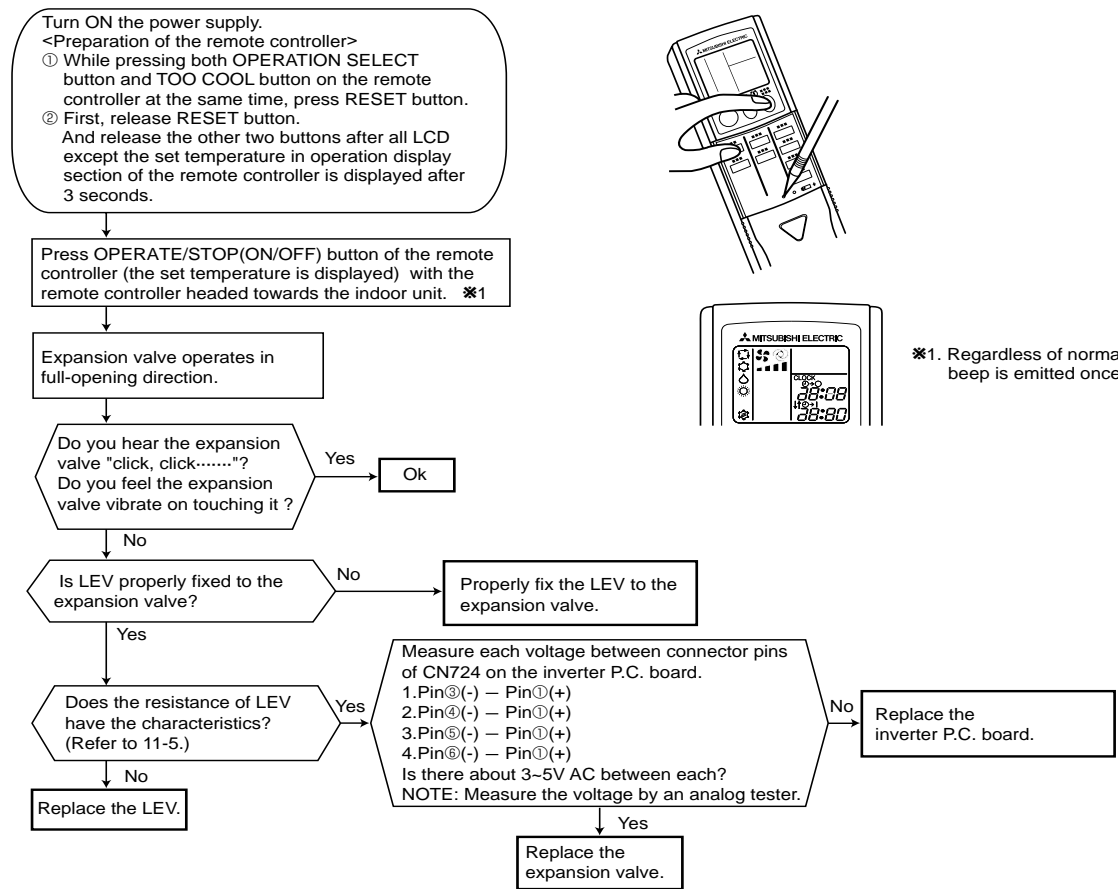 Turn ON the power supply.
<Preparation of the remote controller>
① While pressing both OPERATION SELECT
button and TOO COOL button on the remote
controller at the same time, press RESET button.
② First, release RESET button.
And release the other two buttons after all LCD
except the set temperature in operation display
section of the remote controller is displayed after
3 seconds.
MITSUBISHI ELECTRIC
Press OPERATE/STOP(ON/OFF) button of the remote
controller (the set temperature is displayed) with the
remote controller headed towards the indoor unit. ※1
MITSUBISHI ELECTRIC
CLOCK
28:08
28:80
※1. Regardless of norma
beep is emitted once
Expansion valve operates in
full-opening direction.
Do you hear the expansion
valve "click, click·······"?
Do you feel the expansion
valve vibrate on touching it ?
Yes
Ok
No
Is LEV properly fixed to the
expansion valve?
No
Properly fix the LEV to the
expansion valve.
Yes
Does the resistance of LEV
have the characteristics?
(Refer to 11-5.)
Yes
Measure each voltage between connector pins
of CN724 on the inverter P.C. board.
1.Pin③(-) — Pin①(+)
2.Pin④(-) — Pin①(+)
3.Pin⑤(-) — Pin①(+)
4.Pin⑥(-) — Pin①(+)
Is there about 3~5V AC between each?
NOTE: Measure the voltage by an analog tester.
No
Replace the
inverter P.C. board.
No
Replace the LEV.
Yes
Replace the
expansion valve.